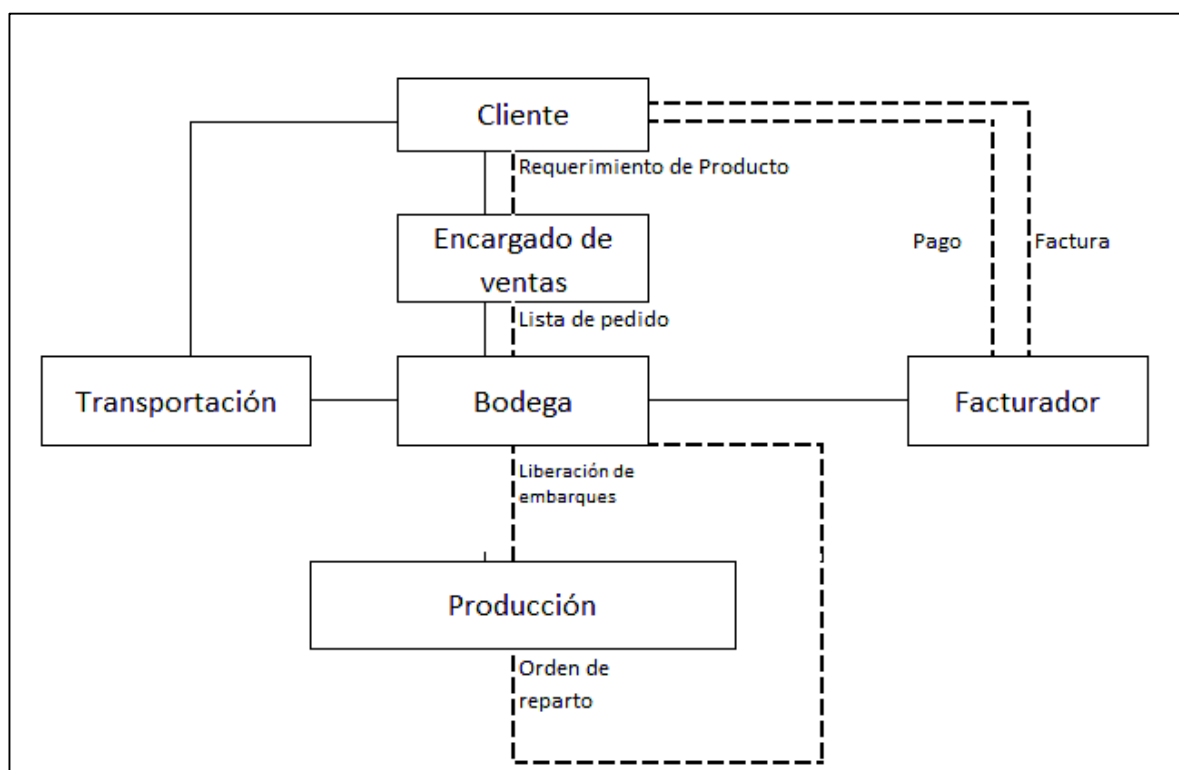 Cliente
Requerimiento de Producto
Encargado de
ventas
Pago
Factura
Lista de pedido
Transportación
Bodega
Facturador
Liberación de
embarques
Producción
Orden de
reparto